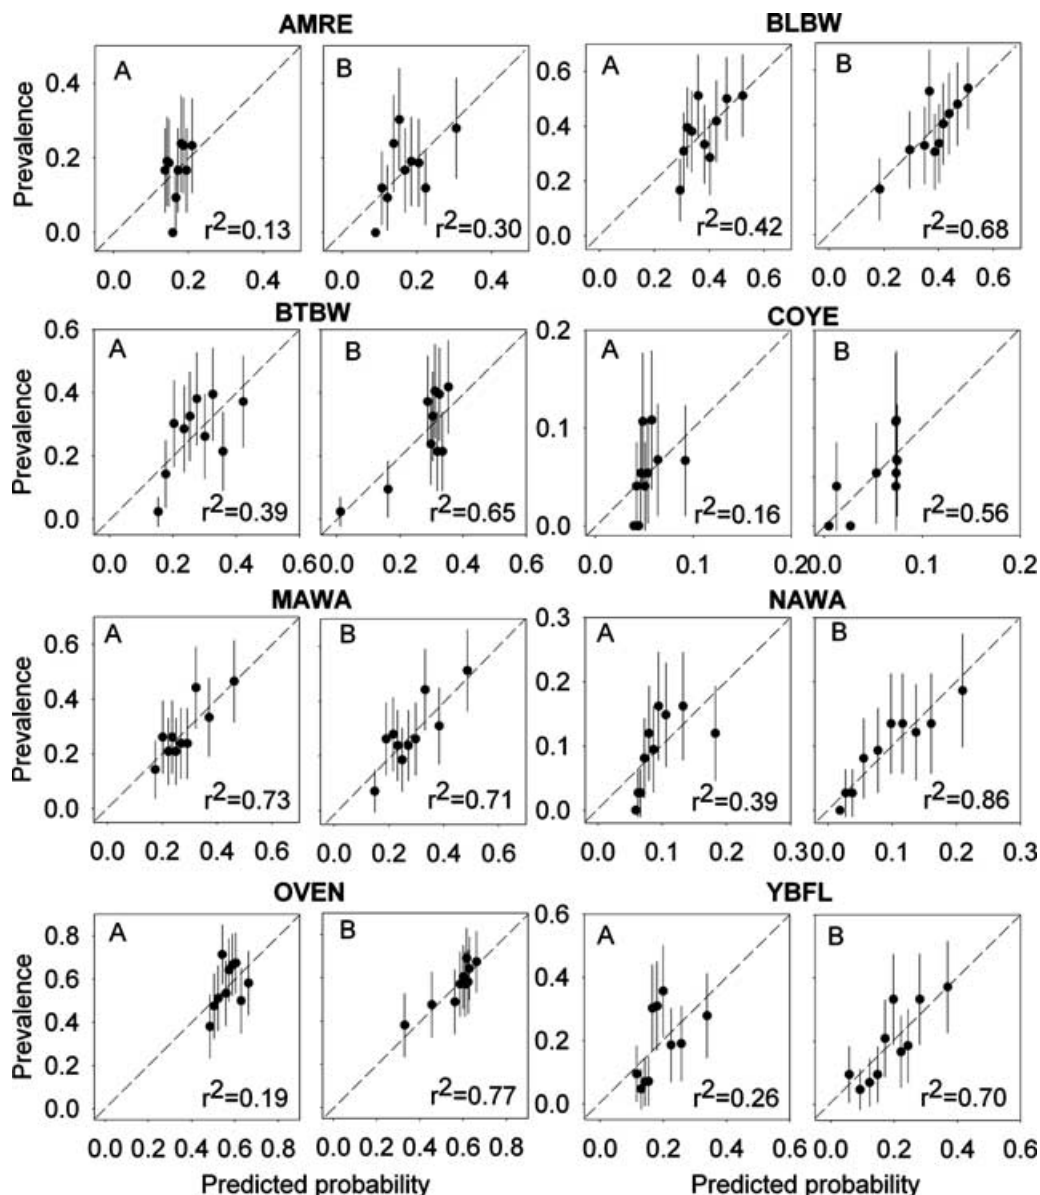 AMRE BLBW
A B A B
Prevalence
0.4
0.2
0.0
r2=0.13 r2=0.30
0.6
0.4
0.2
0.0
r2=0.42 r2=0.68
0.0 0.2 0.4 0.0 0.2 0.4 0.0 0.2 0.4 0.6 0.0 0.2 0.4 0.6
BTBW COYE
A B A B
Prevalence
0.6
0.4
0.2
0.0
r2=0.39 r2=0.65
0.2
0.1
0.0
r2=0.16 r2=0.56
0.0 0.2 0.4 0.6 0.0 0.2 0.4 0.6 0.0 0.1 0.2 0.0 0.1 0.2
MAWA NAWA
A B A B
Prevalence
0.6
0.4
0.2
0.0
r2=0.73 r2=0.71
0.3
0.2
0.1
0.0
r2=0.39 r2=0.86
0.0 0.2 0.4 0.6 0.0 0.2 0.4 0.6 0.0 0.1 0.2 0.3 0.0 0.1 0.2 0.3
OVEN YBFL
A B A B
Prevalence
0.8
0.6
0.4
0.2
0.0
r2=0.19 r2=0.77
0.6
0.4
0.2
0.0
r2=0.26 r2=0.70
0.0 0.2 0.4 0.6 0.8 0.0 0.2 0.4 0.6 0.8 0.0 0.2 0.4 0.6 0.0 0.2 0.4 0.6
Predicted probability Predicted probability